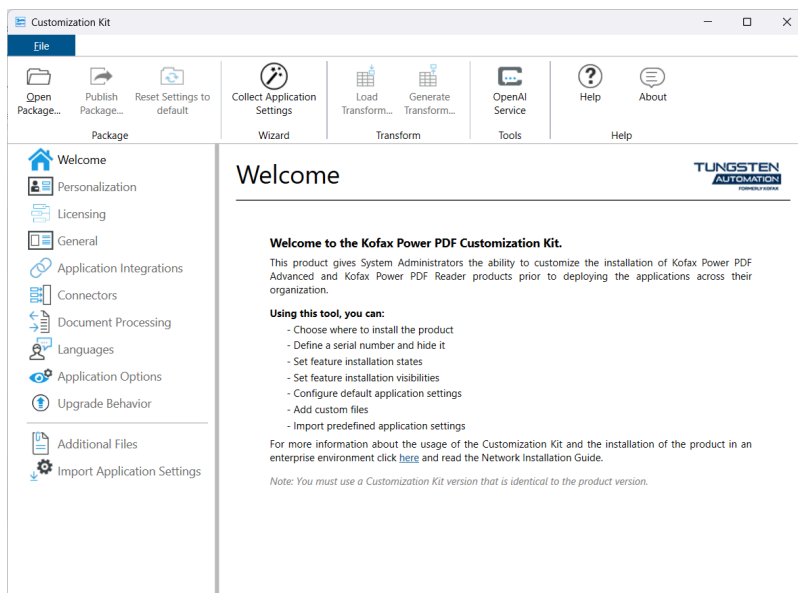 Customization Kit
File
Open
Package...
Publish
Package...
Reset Settings to
default
Package
Collect Application
Settings
Wizard
Load
Transform...
Generate
Transform...
Transform
OpenAI
Service
Tools
Help
About
Help
Welcome
Personalization
Licensing
General
Application Integrations
Connectors
Document Processing
Languages
Application Options
Upgrade Behavior
Additional Files
Import Application Settings
Welcome
TUNGSTEN
AUTOMATION
FORMERLY KOFAX
Welcome to the Kofax Power PDF Customization Kit.
This product gives System Administrators the ability to customize the installation of Kofax Power PDF
Advanced and Kofax Power PDF Reader products prior to deploying the applications across their
organization.
Using this tool, you can:
- Choose where to install the product
- Define a serial number and hide it
- Set feature installation states
- Set feature installation visibilities
- Configure default application settings
- Add custom files
- Import predefined application settings
For more information about the usage of the Customization Kit and the installation of the product in an
enterprise environment click here and read the Network Installation Guide.
Note: You must use a Customization Kit version that is identical to the product version.